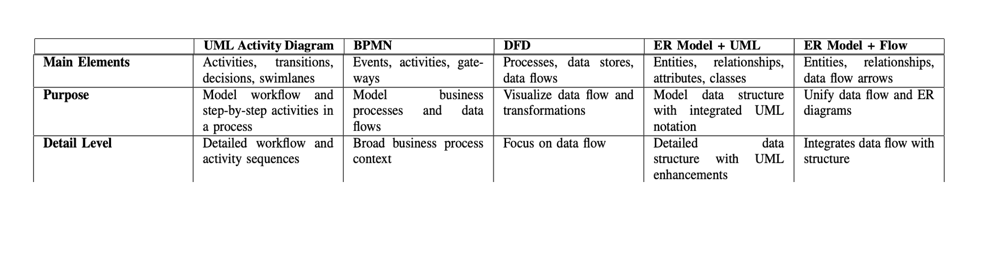 UML Activity Diagram BPMN DFD ER Model + UML ER Model + Flow
Main Elements Activities, transitions, Events, activities, gate- Processes, data stores, Entities, relationships, Entities, relationships,
decisions, swimlanes ways data flows attributes, classes data flow arrows
Purpose Model workflow and Model business Visualize data flow and Model data structure Unify data flow and ER
step-by-step activities in processes and data transformations with integrated UML diagrams
a process flows notation
Detail Level Detailed workflow and Broad business process Focus on data flow Detailed data Integrates data flow with
activity sequences context structure with UML structure
enhancements